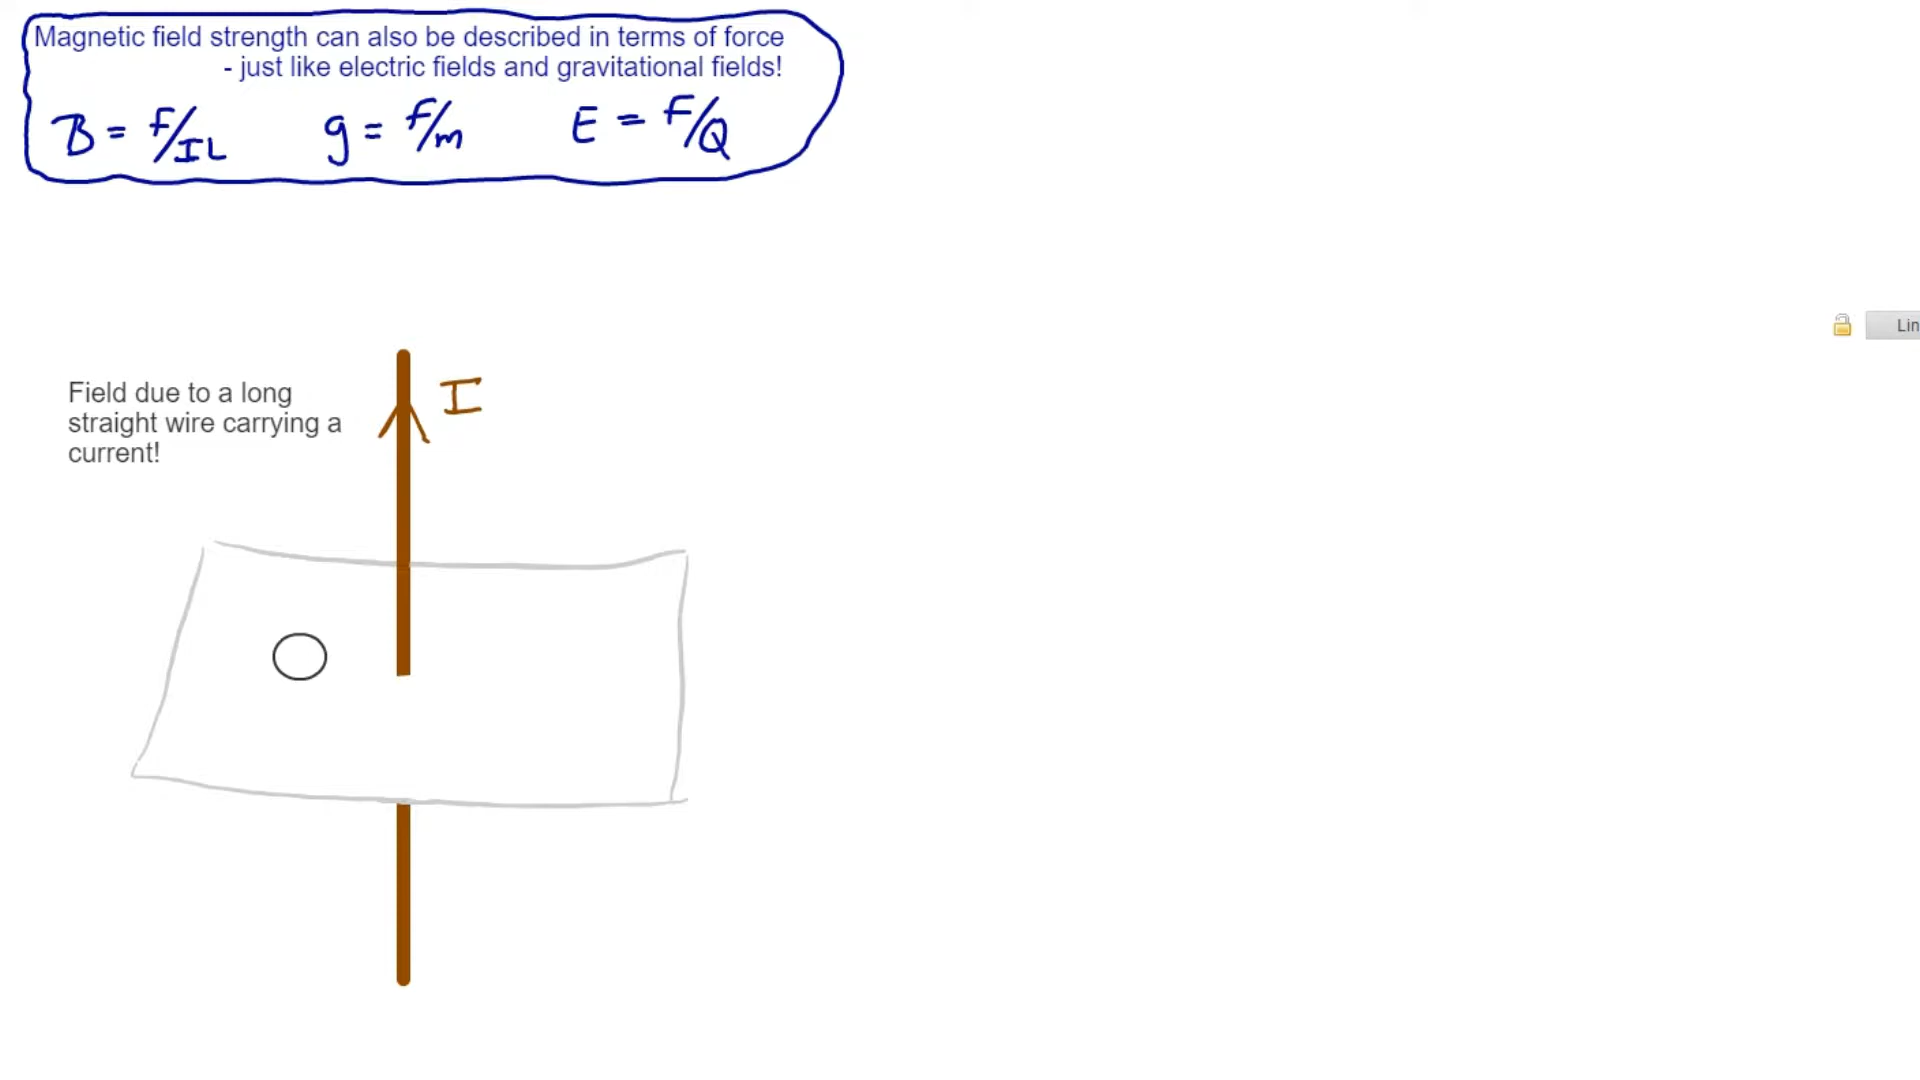 Magnetic field strength can also be described in terms of force
- just like electric fields and gravitational fields!
B = F/IL g = F/m E = F/Q
I
Field due to a long
straight wire carrying a
current!
Lin